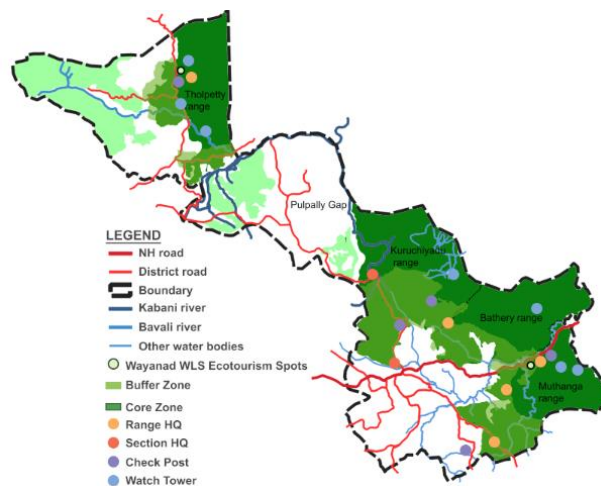 Tholpetty
range
Pulpally Gap
Kuruchiyadu
range
Bathery range
Muthanga
range
LEGEND
NH road
District road
Boundary
Kabani river
Bavali river
Other water bodies
Wayanad WLS Ecotourism Spots
Buffer Zone
Core Zone
Range HQ
Section HQ
Check Post
Watch Tower